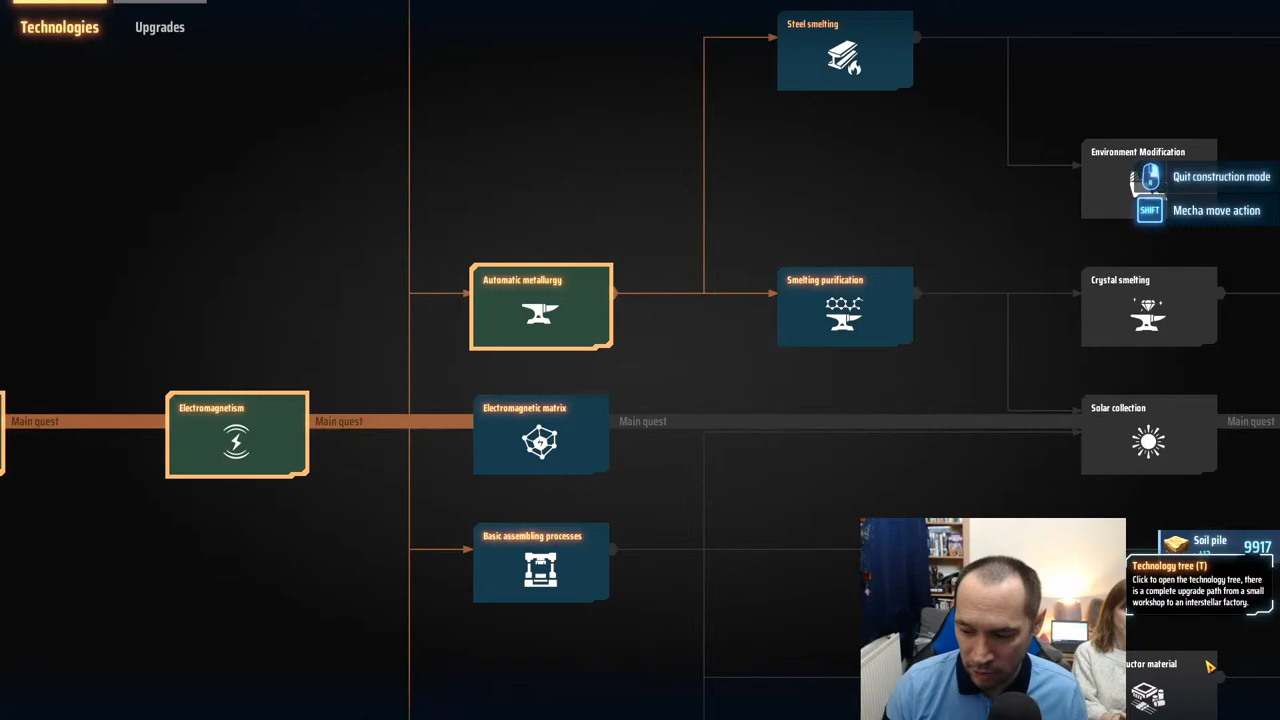 Technologies
Upgrades
Steel smelting
Environment Modification
Quit construction mode
R
SHIFT
Mecha move action
Automatic metallurgy
Smelting purification
Crystal smelting
Electromagnetism
Electromagnetic matrix
Solar collection
Main quest
Main quest
Main quest
Main quest
Basic assembling processes
Soil pile
9917
Technology tree (T)
Click to open the technology tree, there
is a complete upgrade path from a small
workshop to an interstellar factory.
uctor material